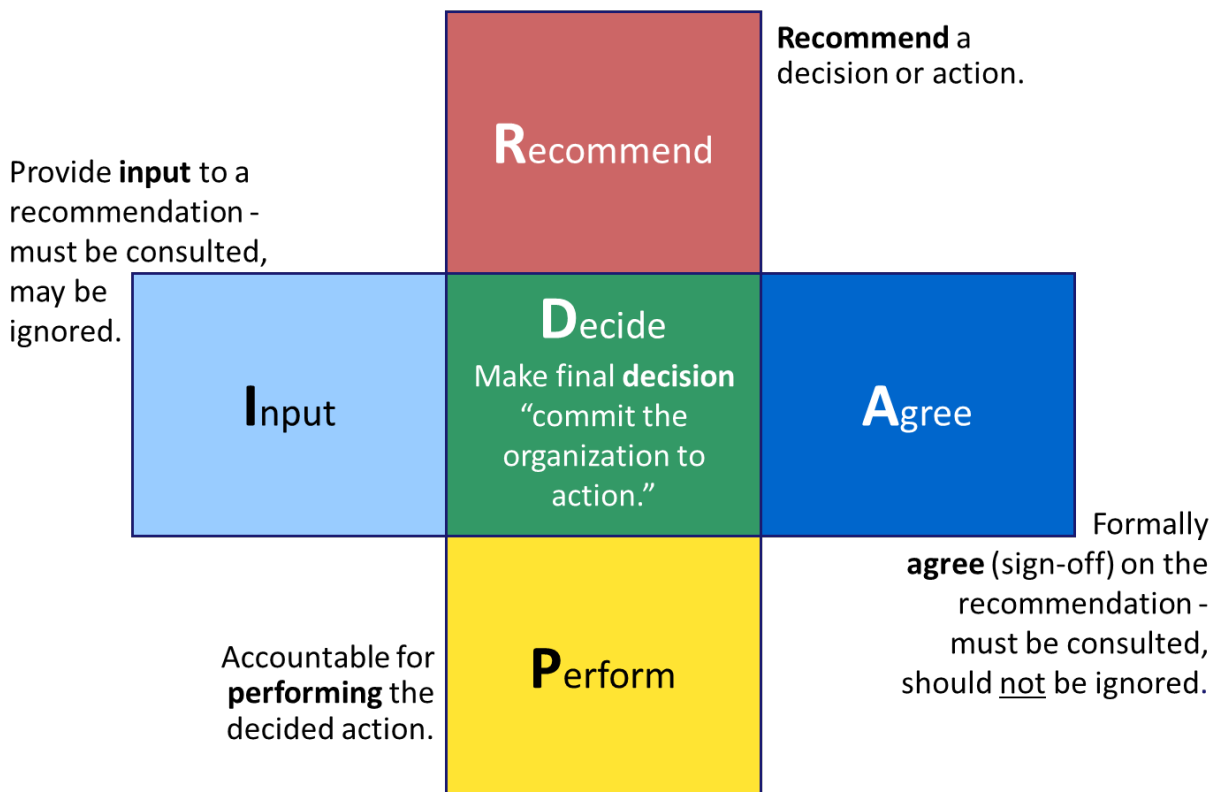 Recommend a
decision or action.
Recommend
Provide input to a
recommendation -
must be consulted,
may be
ignored.
Input
Decide
Make final decision
“commit the
organization to
action.”
Agree
Formally
agree (sign-off) on the
recommendation -
must be consulted,
should not be ignored.
Accountable for
performing the
decided action.
Perform